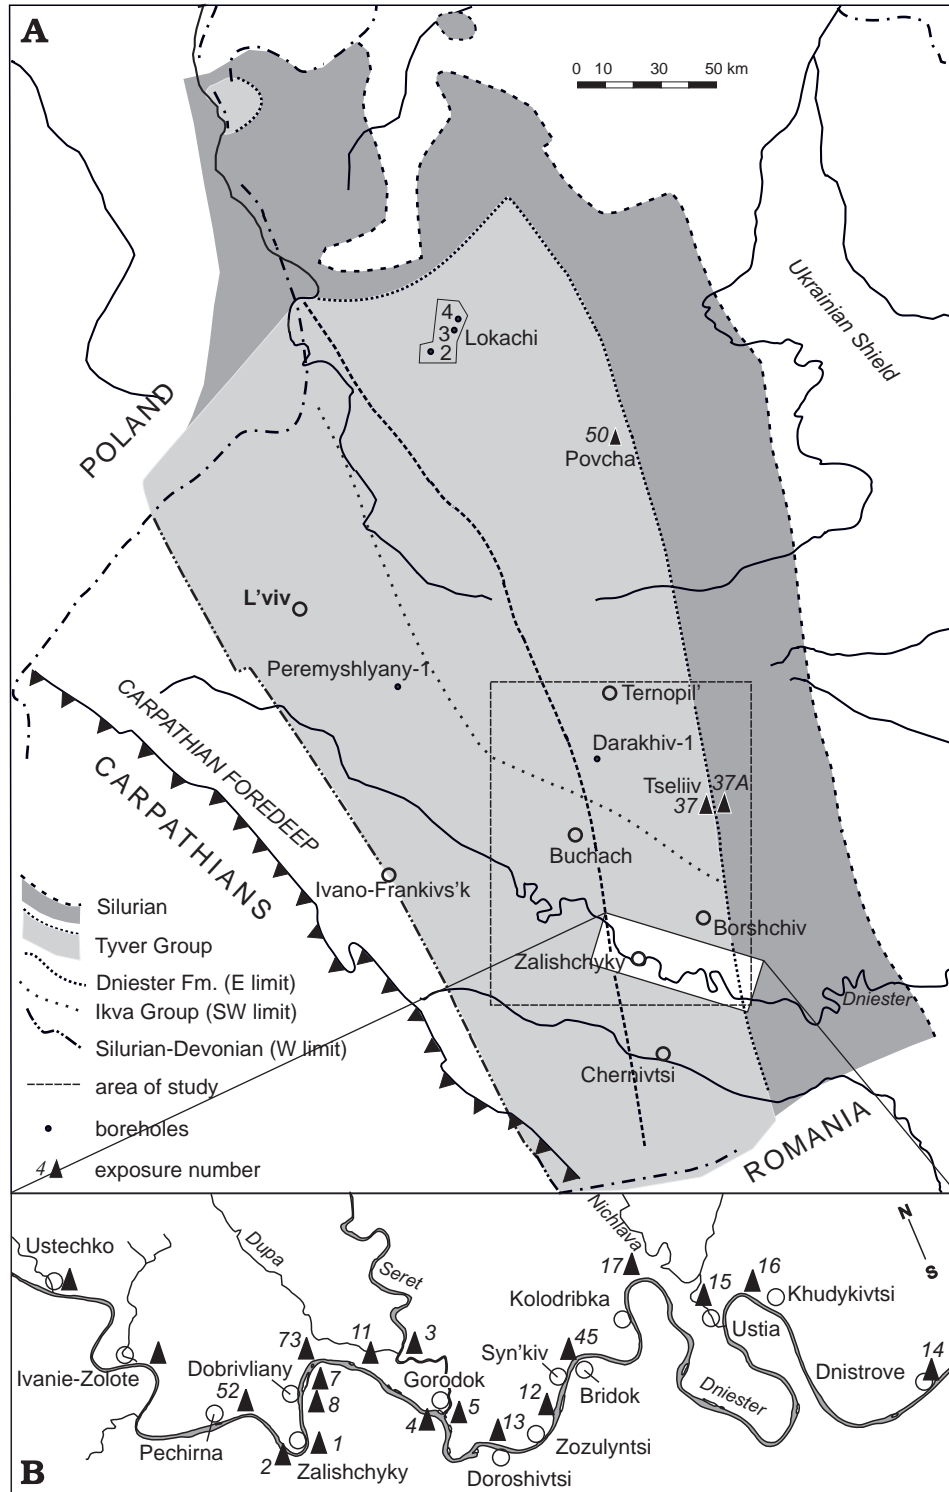 A
0 10 30 50 km
Ukrainian Shield
4
3
2
Lokachi
POLAND
50
Povcha
L'viv
Peremyshlyany-1
Ternopil'
CARPATHIAN FOREDEEP
CARPATHIANS
Darakhiv-1
Tseliiv
37A
37
Buchach
Ivano-Frankivs'k
Borshchiv
Zalishchyky
Dniester
Chernivtsi
ROMANIA
Silurian
Tyver Group
Dniester Fm. (E limit)
Ikva Group (SW limit)
Silurian-Devonian (W limit)
area of study
boreholes
4 exposure number
B
N
S
Ustechko
Dupa
Seret
Nichlava
17
15
16
Khudykivtsi
Kolodribka
Ustia
73
11
3
45
Syn'kiv
Ivanie-Zolote
Dobrivliany
7
Gorodok
Bridok
Dnistrove
14
52
8
12
Dniester
4
5
13
Zozulyntsi
Pechirna
1
2
Zalishchyky
Doroshivtsi